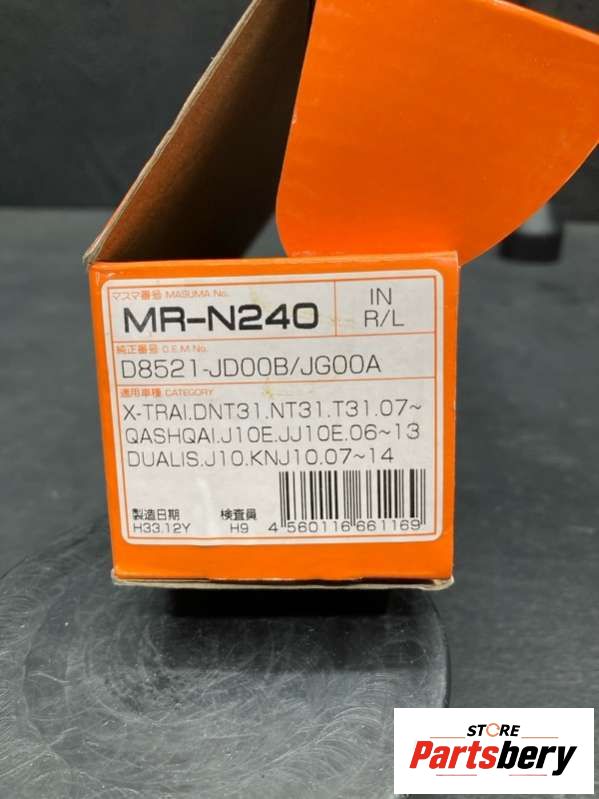 マスマ番号 MASUMA No.
MR-N240
IN
R/L
純正番号 O.E.M No.
D8521-JD00B/JG00A
適用車種 CATEGORY
X-TRAI.DNT31.NT31.T31.07~
QASHQAI.J10E.JJ10E.06~13
DUALIS.J10.KNJ10.07~14
製造日期 検査員
H33.12Y H9 4 560116 661169
STORE
Partsbery